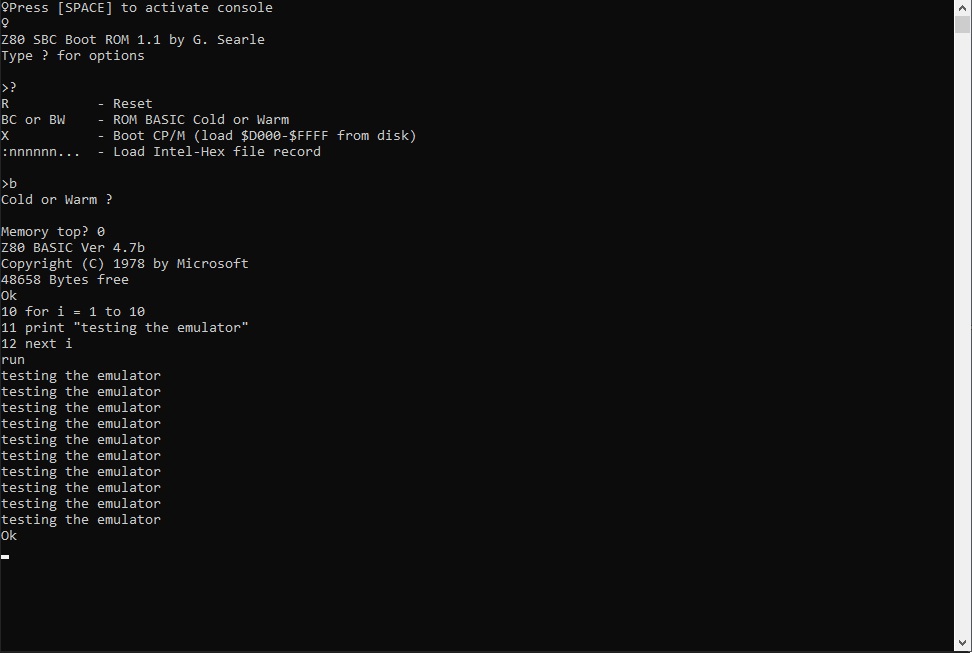 ♀Press [SPACE] to activate console
♀
Z80 SBC Boot ROM 1.1 by G. Searle
Type ? for options
>?
R           - Reset
BC or BW    - ROM BASIC Cold or Warm
X           - Boot CP/M (load $D000-$FFFF from disk)
:nnnnnn...  - Load Intel-Hex file record
>b
Cold or Warm ?
Memory top? 0
Z80 BASIC Ver 4.7b
Copyright (C) 1978 by Microsoft
48658 Bytes free
Ok
10 for i = 1 to 10
11 print "testing the emulator"
12 next i
run
testing the emulator
testing the emulator
testing the emulator
testing the emulator
testing the emulator
testing the emulator
testing the emulator
testing the emulator
testing the emulator
testing the emulator
Ok